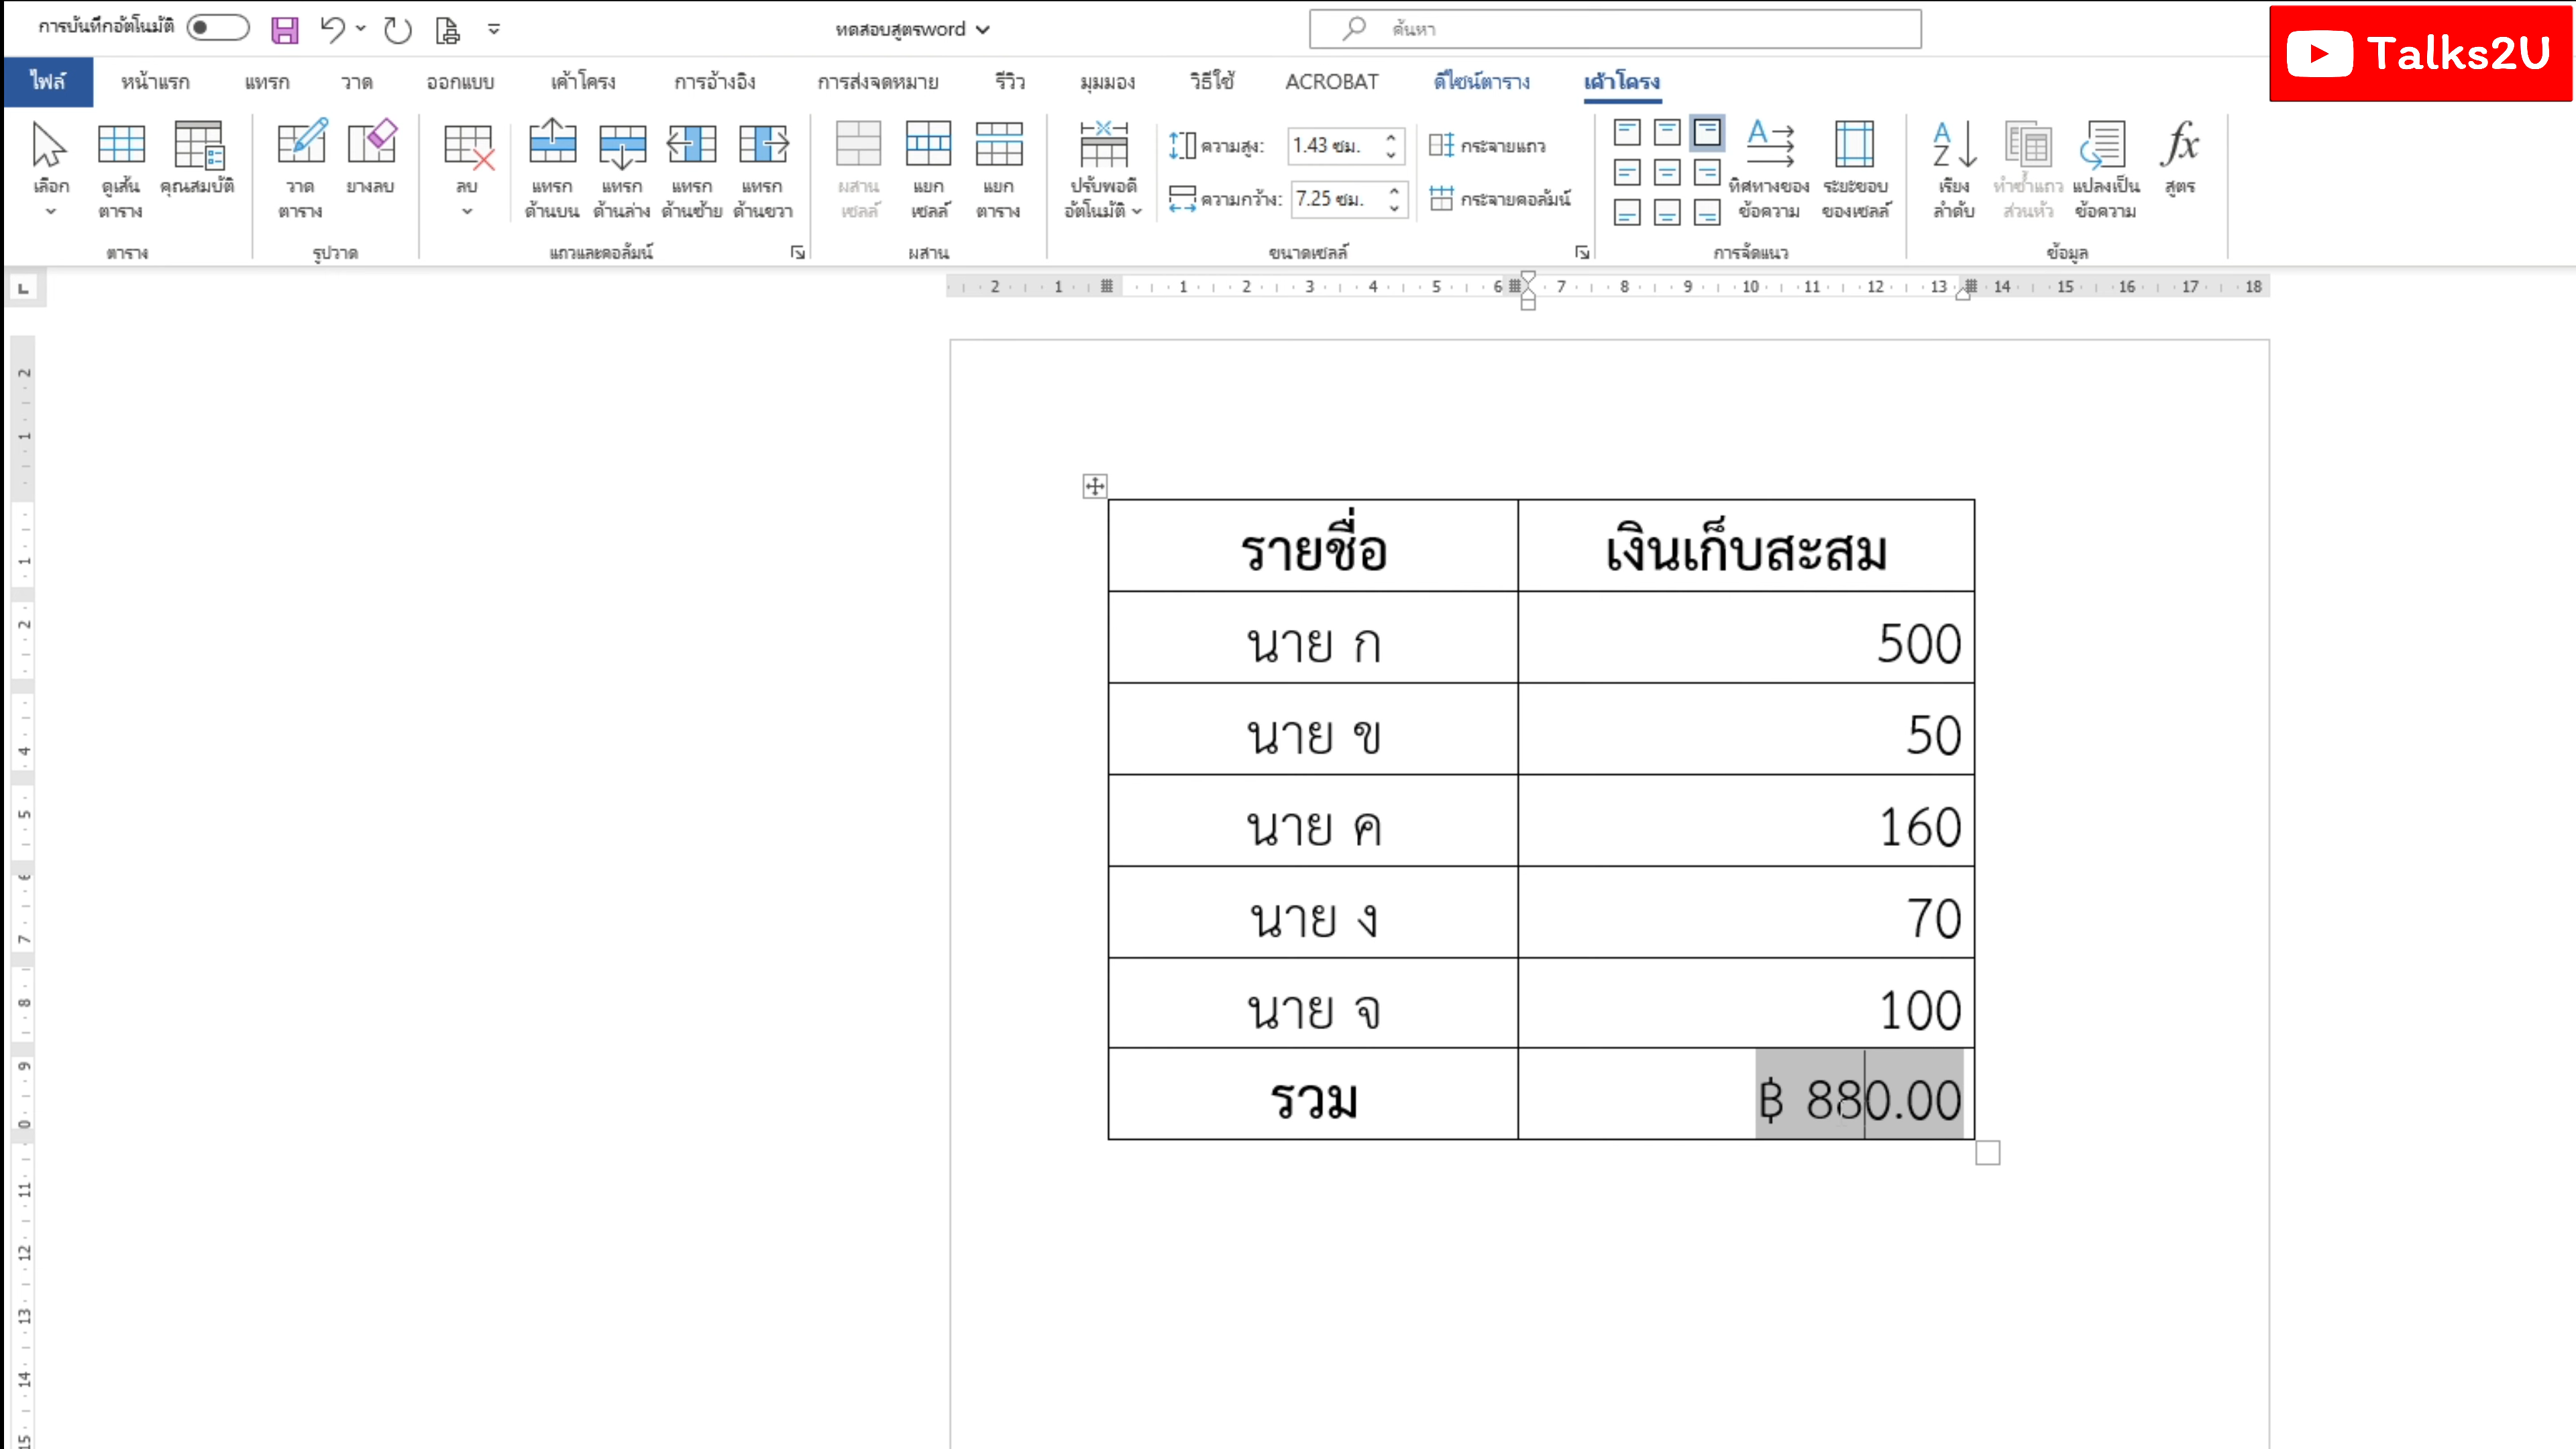 การบันทึกอัตโนมัติ
ทดสอบสูตรword
ค้นหา
Talks2U
ไฟล์ หน้าแรก แทรก วาด ออกแบบ เค้าโครง การอ้างอิง การส่งจดหมาย รีวิว มุมมอง วิธีใช้ ACROBAT ดีไซน์ตาราง เค้าโครง
เลือก
ดูเส้น
ตาราง
คุณสมบัติ
ตาราง
วาด
ตาราง
ยางลบ
รูปวาด
ลบ
แทรก
ด้านบน
แทรก
ด้านล่าง
แทรก
ด้านซ้าย
แทรก
ด้านขวา
แถวและคอลัมน์
ผสาน
เซลล์
แยก
เซลล์
แยก
ตาราง
ผสาน
ปรับพอดี
อัตโนมัติ
ความสูง: 1.43 ซม.
กระจายแถว
ความกว้าง: 7.25 ซม.
กระจายคอลัมน์
ขนาดเซลล์
ทิศทางของ
ข้อความ
ระยะขอบ
ของเซลล์
การจัดแนว
เรียง
ลำดับ
ทำซ้ำแถว
ส่วนหัว
แปลงเป็น
ข้อความ
สูตร
ข้อมูล
2 1 1 2 3 4 5 6 7 8 9 10 11 12 13 14 15 16 17 18
รายชื่อ เงินเก็บสะสม
นาย ก 500
นาย ข 50
นาย ค 160
นาย ง 70
นาย จ 100
รวม ฿ 880.00